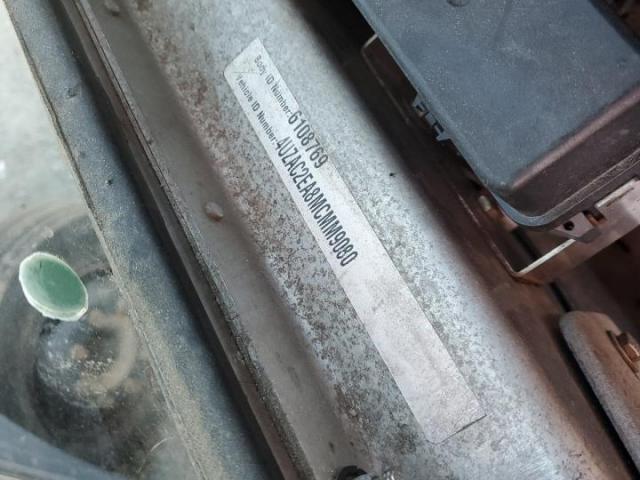 Body ID Number: 6108769
Vehicle ID Number: 4UZAC2EA8MCMM9080